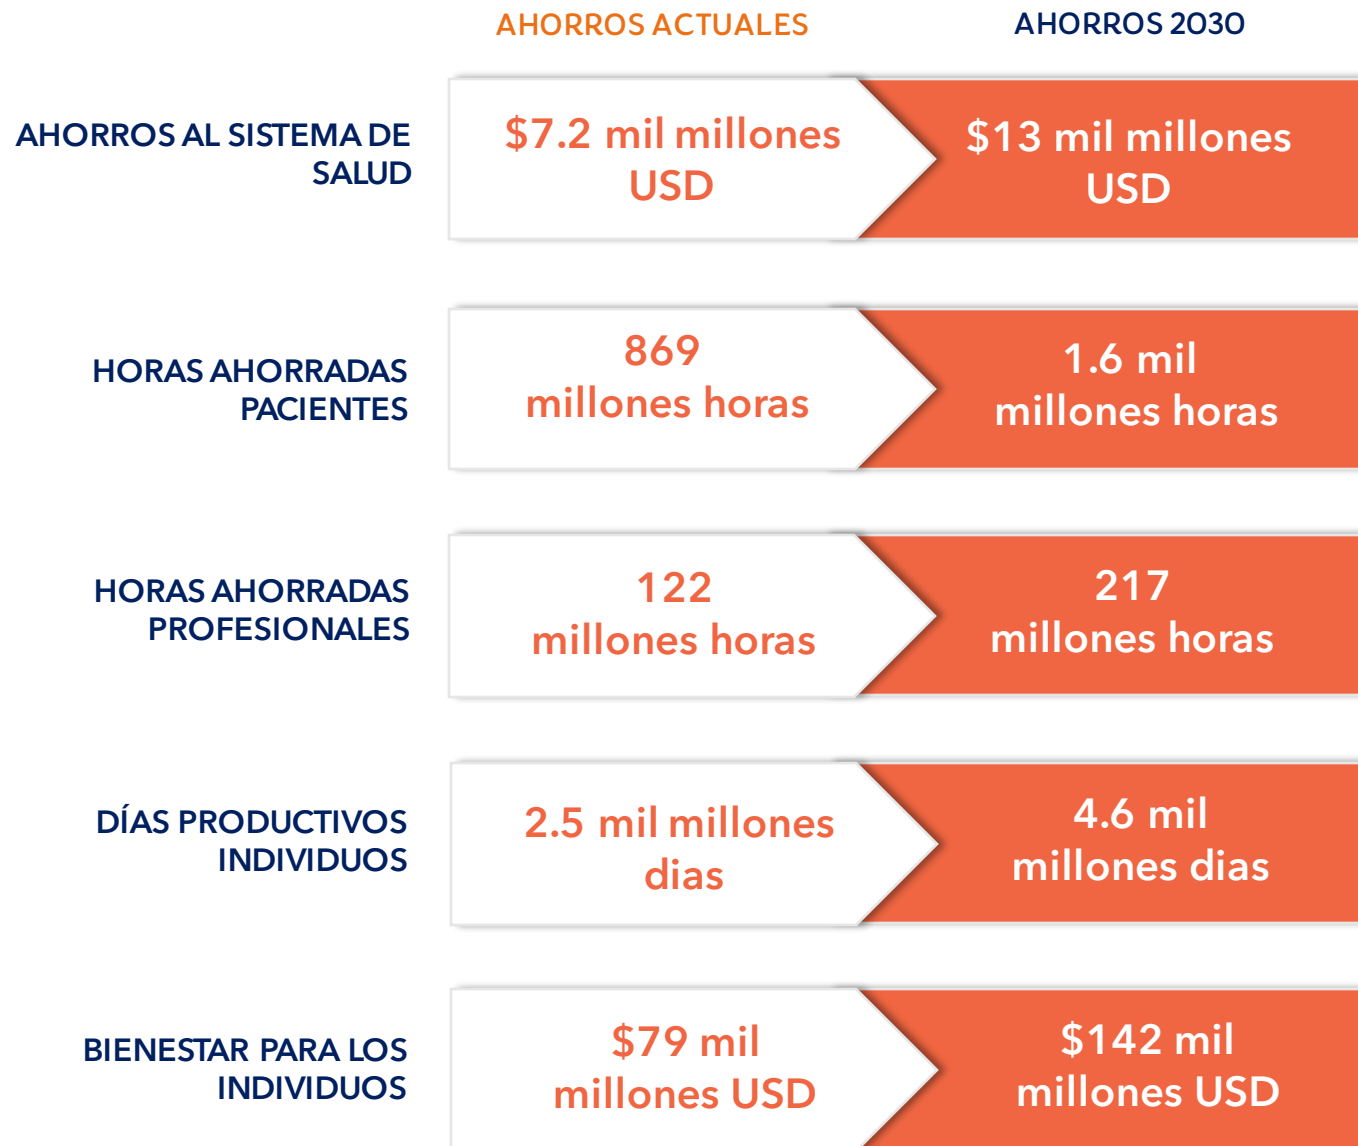 AHORROS ACTUALES
AHORROS 2030
AHORROS AL SISTEMA DE
SALUD
$7.2 mil millones
USD
$13 mil millones
USD
HORAS AHORRADAS
PACIENTES
869
millones horas
1.6 mil
millones horas
HORAS AHORRADAS
PROFESIONALES
122
millones horas
217
millones horas
DÍAS PRODUCTIVOS
INDIVIDUOS
2.5 mil millones
dias
4.6 mil
millones dias
BIENESTAR PARA LOS
INDIVIDUOS
$79 mil
millones USD
$142 mil
millones USD